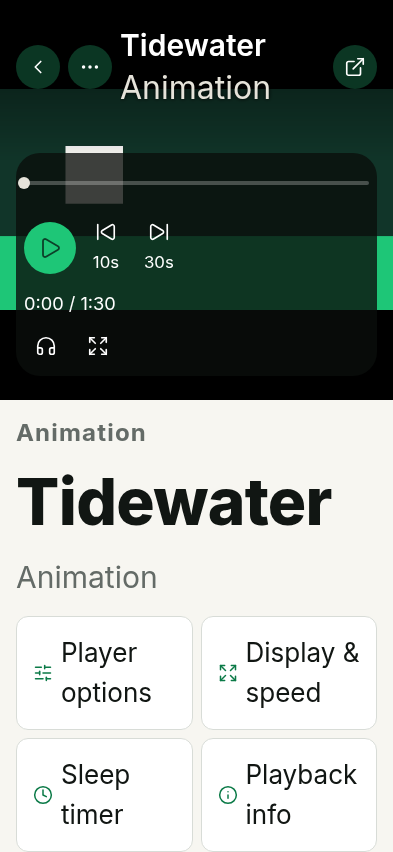 Tidewater
Animation
10s
30s
0:00 / 1:30
Animation
Tidewater
Animation
Player
options
Display &
speed
Sleep
timer
Playback
info